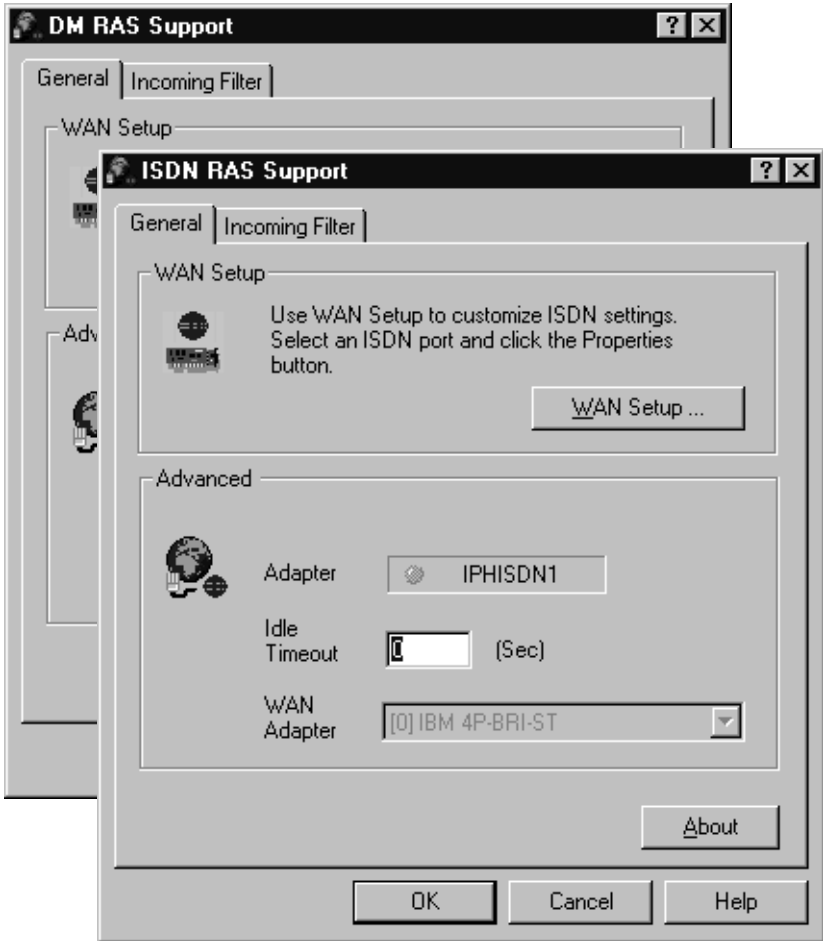 DM RAS Support
General Incoming Filter
WAN Setup
Adv
ISDN RAS Support
General Incoming Filter
WAN Setup
Use WAN Setup to customize ISDN settings.
Select an ISDN port and click the Properties
button.
WAN Setup ...
Advanced
Adapter IPHISDN1
Idle
Timeout 0 (Sec)
WAN
Adapter [0] IBM 4P-BRI-ST
About
OK Cancel Help